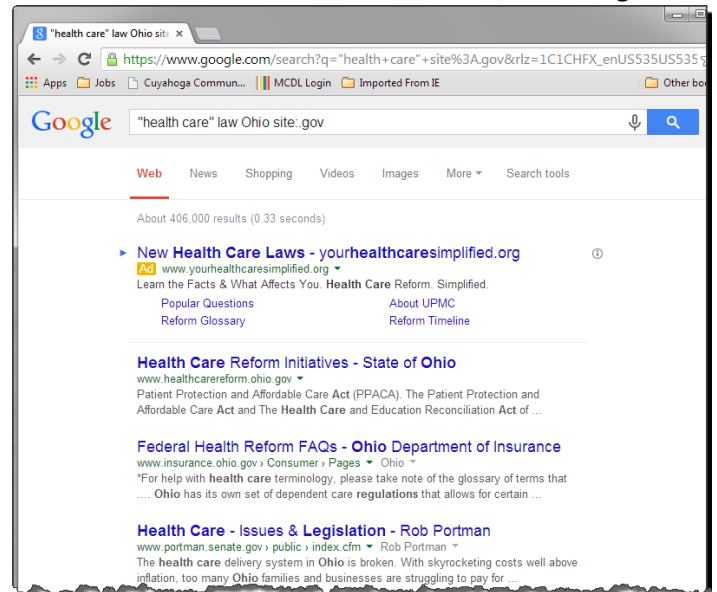 "health care" law Ohio site
https://www.google.com/search?q="health+care"+site%3A.gov&rlz=1C1CHFX_enUS535US535
Apps Jobs Cuyahoga Commun... MCDL Login Imported From IE Other boo
Google "health care" law Ohio site:.gov
Web News Shopping Videos Images More Search tools
About 406,000 results (0.33 seconds)
New Health Care Laws - yourhealthcaresimplified.org
Ad www.yourhealthcaresimplified.org
Learn the Facts & What Affects You. Health Care Reform. Simplified.
Popular Questions About UPMC
Reform Glossary Reform Timeline
Health Care Reform Initiatives - State of Ohio
www.healthcarereform.ohio.gov
Patient Protection and Affordable Care Act (PPACA). The Patient Protection and
Affordable Care Act and The Health Care and Education Reconciliation Act of ...
Federal Health Reform FAQs - Ohio Department of Insurance
www.insurance.ohio.gov › Consumer › Pages Ohio
"For help with health care terminology, please take note of the glossary of terms that
.... Ohio has its own set of dependent care regulations that allows for certain ...
Health Care - Issues & Legislation - Rob Portman
www.portman.senate.gov › public › index.cfm Rob Portman
The health care delivery system in Ohio is broken. With skyrocketing costs well above
inflation, too many Ohio families and businesses are struggling to pay for ...